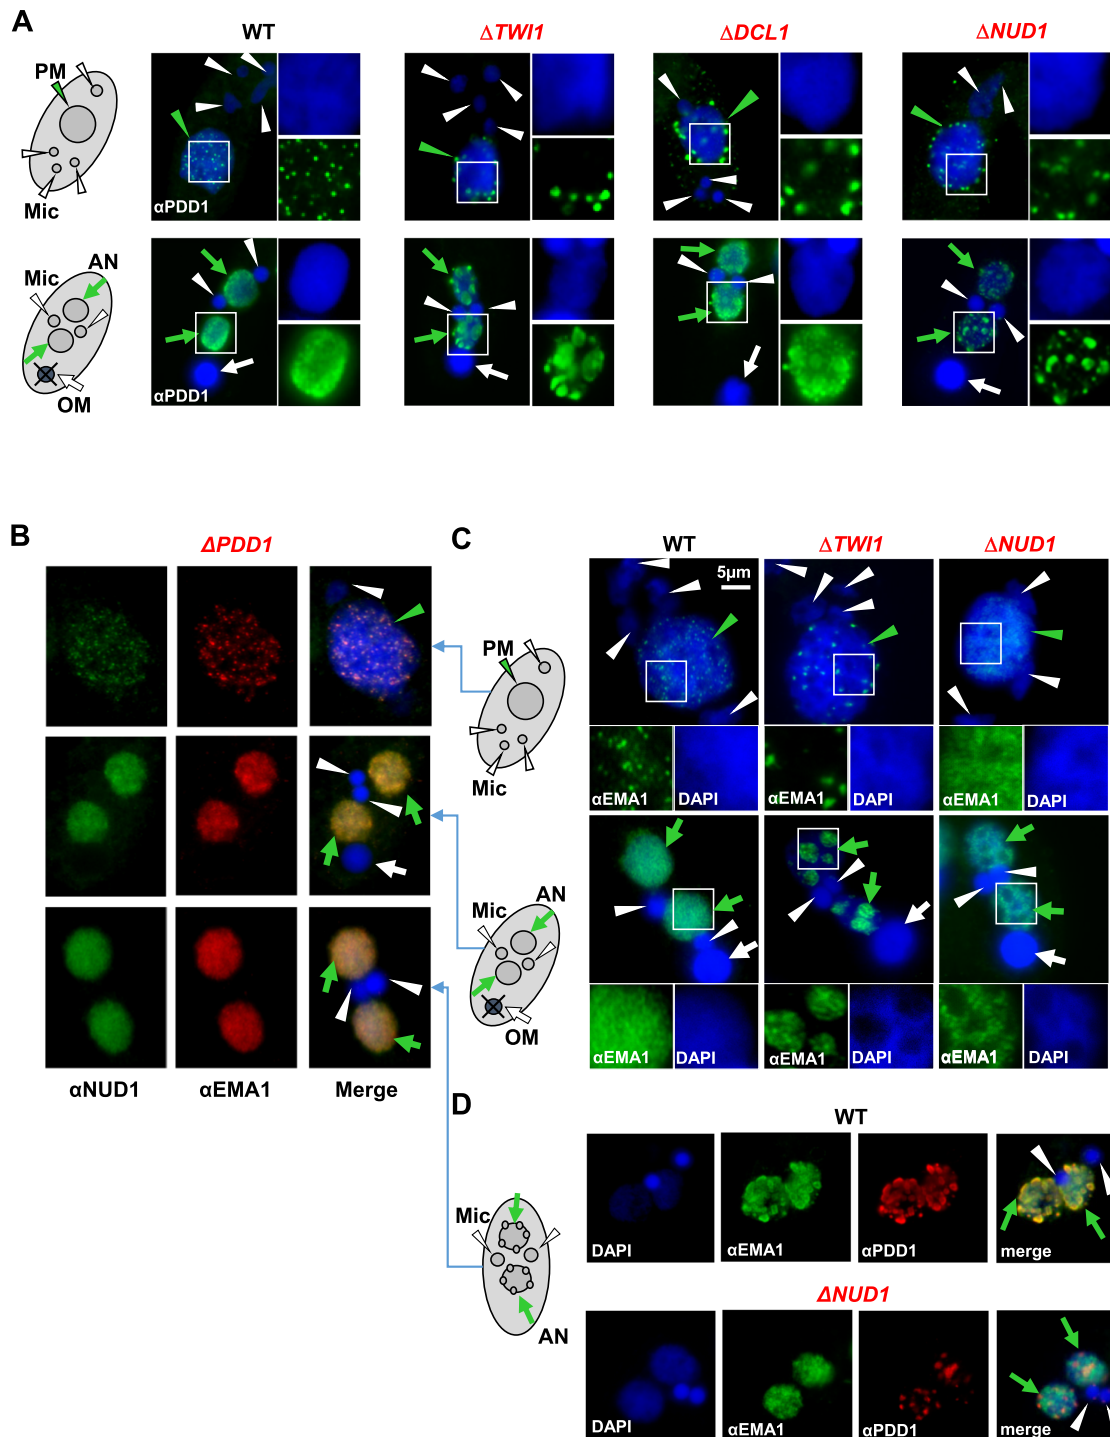 A
WT
ΔTWI1
ΔDCL1
ΔNUD1
PM
Mic
αPDD1
Mic
AN
OM
αPDD1
B
ΔPDD1
αNUD1
αEMA1
Merge
PM
Mic
Mic
AN
OM
Mic
AN
C
WT
ΔTWI1
ΔNUD1
5µm
αEMA1
DAPI
αEMA1
DAPI
αEMA1
DAPI
αEMA1
DAPI
αEMA1
DAPI
αEMA1
DAPI
D
WT
DAPI
αEMA1
αPDD1
merge
ΔNUD1
DAPI
αEMA1
αPDD1
merge